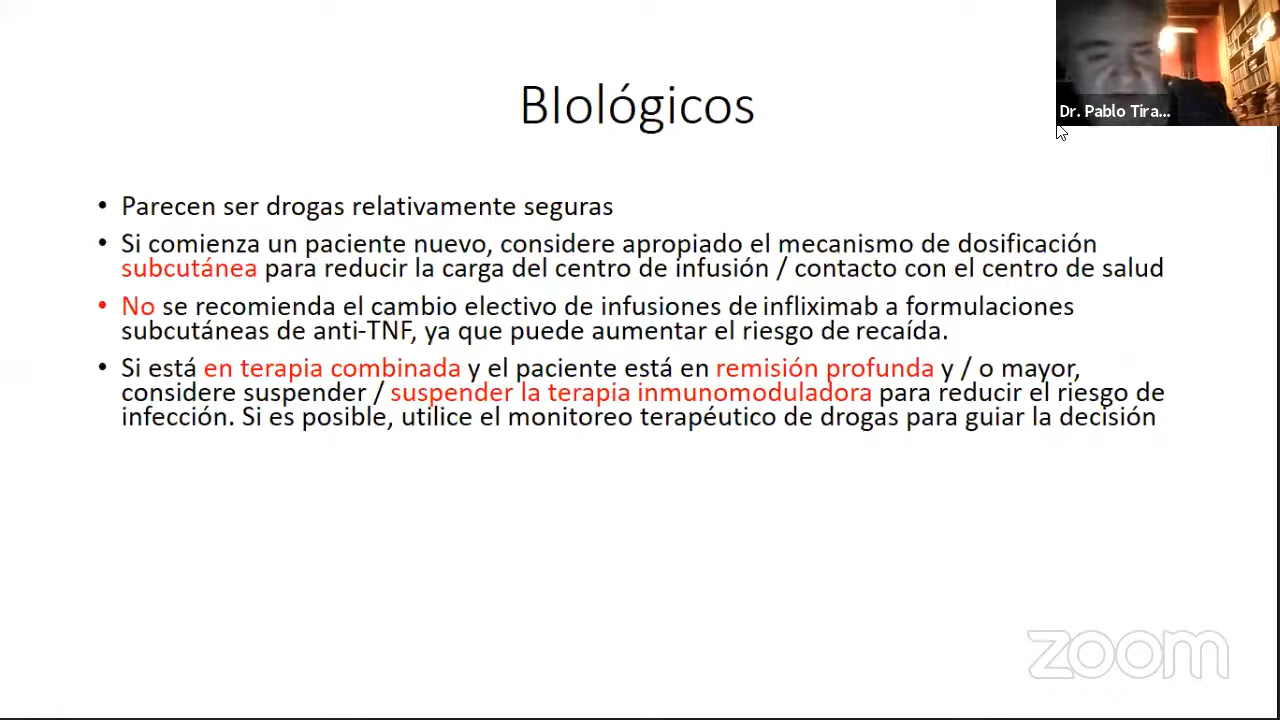 BIológicos
Dr. Pablo Tira...
• Parecen ser drogas relativamente seguras
• Si comienza un paciente nuevo, considere apropiado el mecanismo de dosificación
subcutánea para reducir la carga del centro de infusión / contacto con el centro de salud
• No se recomienda el cambio electivo de infusiones de infliximab a formulaciones
subcutáneas de anti-TNF, ya que puede aumentar el riesgo de recaída.
• Si está en terapia combinada y el paciente está en remisión profunda y / o mayor,
considere suspender / suspender la terapia inmunomoduladora para reducir el riesgo de
infección. Si es posible, utilice el monitoreo terapéutico de drogas para guiar la decisión
zoom